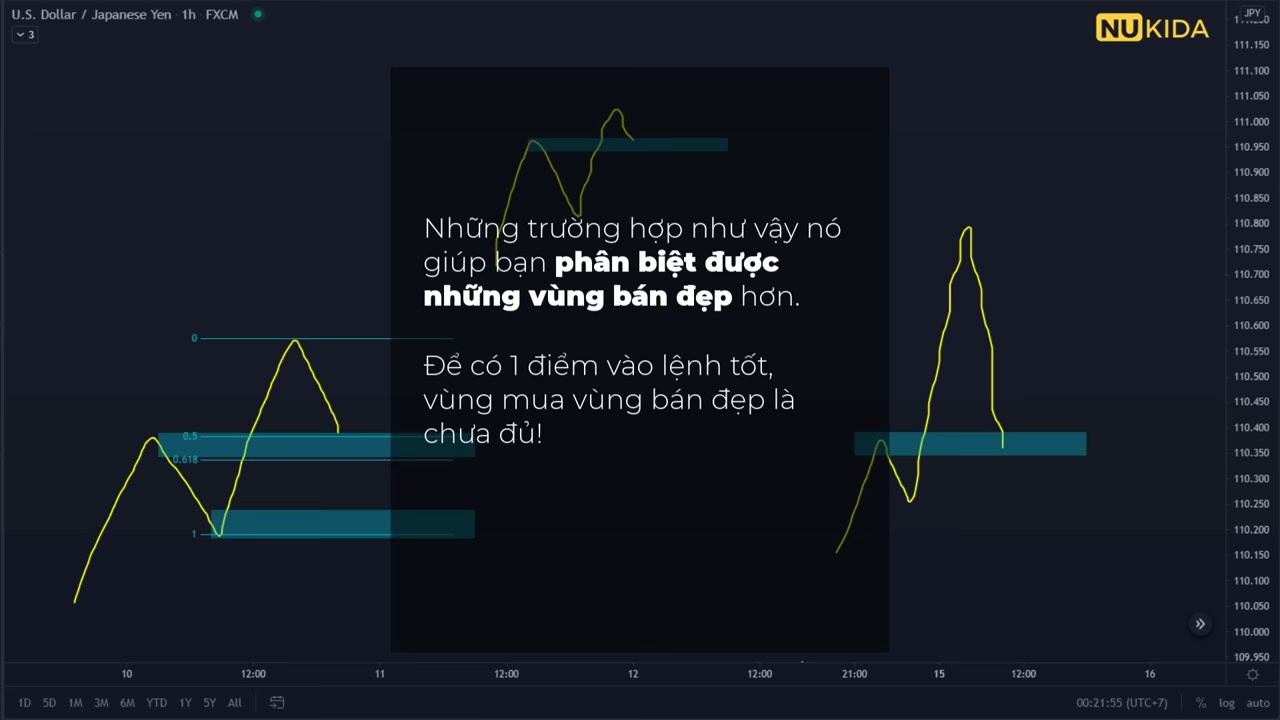 U.S. Dollar / Japanese Yen · 1h · FXCM
3
NUKIDA
JPY
111.150
111.100
111.050
111.000
110.950
110.900
110.850
110.800
110.750
110.700
110.650
110.600
110.550
110.500
110.450
110.400
110.350
110.300
110.250
110.200
110.150
110.100
110.050
110.000
109.950
Những trường hợp như vậy nó
giúp bạn phân biệt được
những vùng bán đẹp hơn.
Để có 1 điểm vào lệnh tốt,
vùng mua vùng bán đẹp là
chưa đủ!
0
0.5
0.618
1
10 12:00 11 12:00 12 12:00 21:00 15 12:00 16
1D 5D 1M 3M 6M YTD 1Y 5Y All
00:21:55 (UTC+7) % log auto